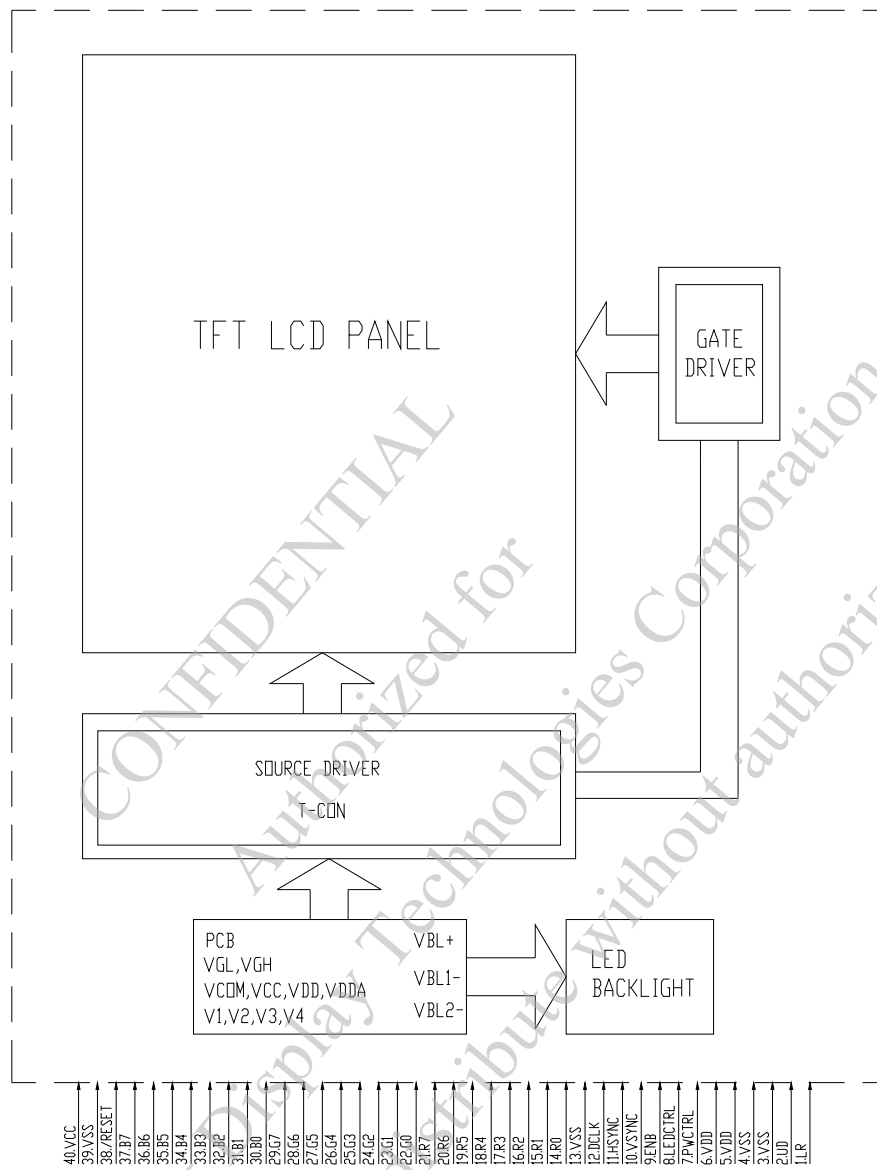 TFT LCD PANEL
GATE
DRIVER
SOURCE DRIVER
T-CON
PCB
VGL,VGH
VCOM,VCC,VDD,VDDA
V1,V2,V3,V4
VBL+
VBL1-
VBL2-
LED
BACKLIGHT
40.VCC
39.VSS
38./RESET
37.B7
36.B6
35.B5
34.B4
33.B3
32.B2
31.B1
30.B0
29.G7
28.G6
27.G5
26.G4
25.G3
24.G2
23.G1
22.G0
21.R7
20.R6
19.R5
18.R4
17.R3
16.R2
15.R1
14.R0
13.VSS
12.DCLK
11.HSYNC
10.VSYNC
9.ENB
8.LEDCTRL
7.PWCTRL
6.VDD
5.VDD
4.VSS
3.VSS
2.UD
1.LR
CONFIDENTIAL
Authorized for
Display Technologies Corporation
without